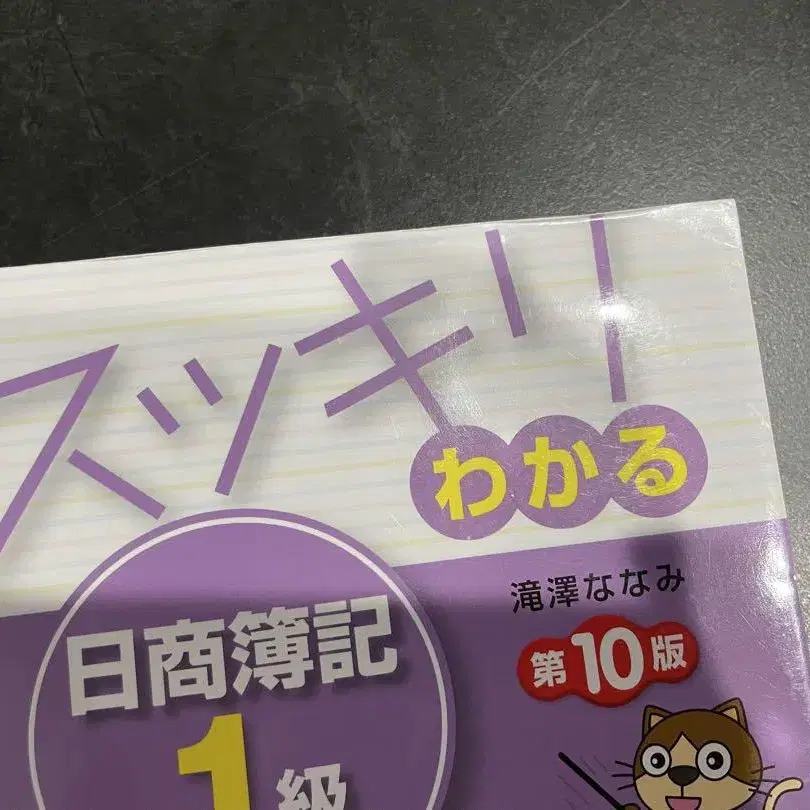 スッキリ
わかる
滝澤ななみ
第10版
日商簿記
1級